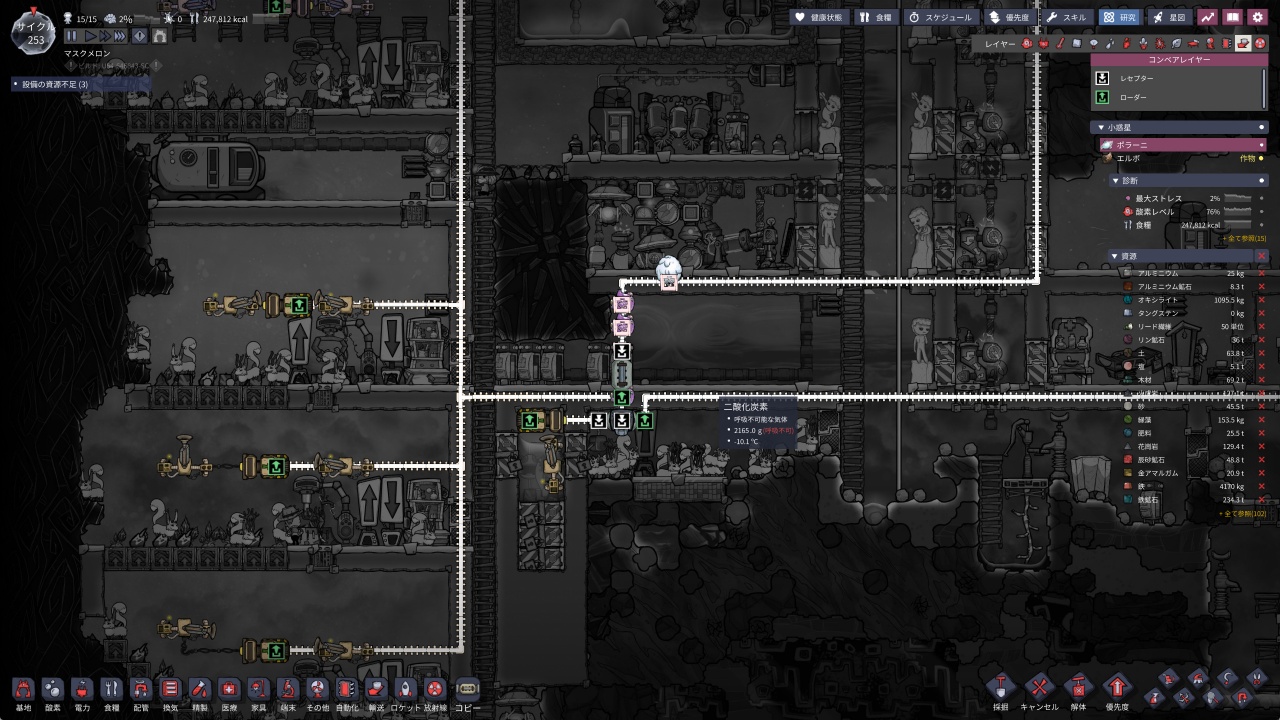 サイクル
253
15/15
2%
0
247,812 kcal
マスクメロン
• 設備の資源不足 (3)
健康状態
食糧
スケジュール
優先度
スキル
研究
星図
レイヤー
コンベアレイヤー
レセプター
ローダー
▼ 小惑星
ポラーニ
エルボ 作物
▼ 診断
最大ストレス 2%
酸素レベル 76%
食糧 247,812 kcal
+ 全て参照(15)
▼ 資源
アルミニウム 25 kg
アルミニウム鉱石 8.3 t
オキシライト 1095.5 kg
タングステン 0 kg
リード繊維 50 単位
リン鉱石 36 t
土 63.8 t
塩 5.1 t
木材 69.2 t
砂 45.5 t
緑藻 153.5 kg
肥料 25.5 t
花崗岩 129.4 t
辰砂鉱石 48.8 t
金アマルガム 20.9 t
鉄 4170 kg
鉄鉱石 234.3 t
+ 全て参照(102)
二酸化炭素
• 呼吸不可能な気体
• 2165.0 g(呼吸不可)
• -10.1 ℃
基地
酸素
電力
食糧
配管
換気
精製
医療
家具
端末
その他
自動化
輸送
ロケット
放射線
コピー
採掘
キャンセル
解体
優先度